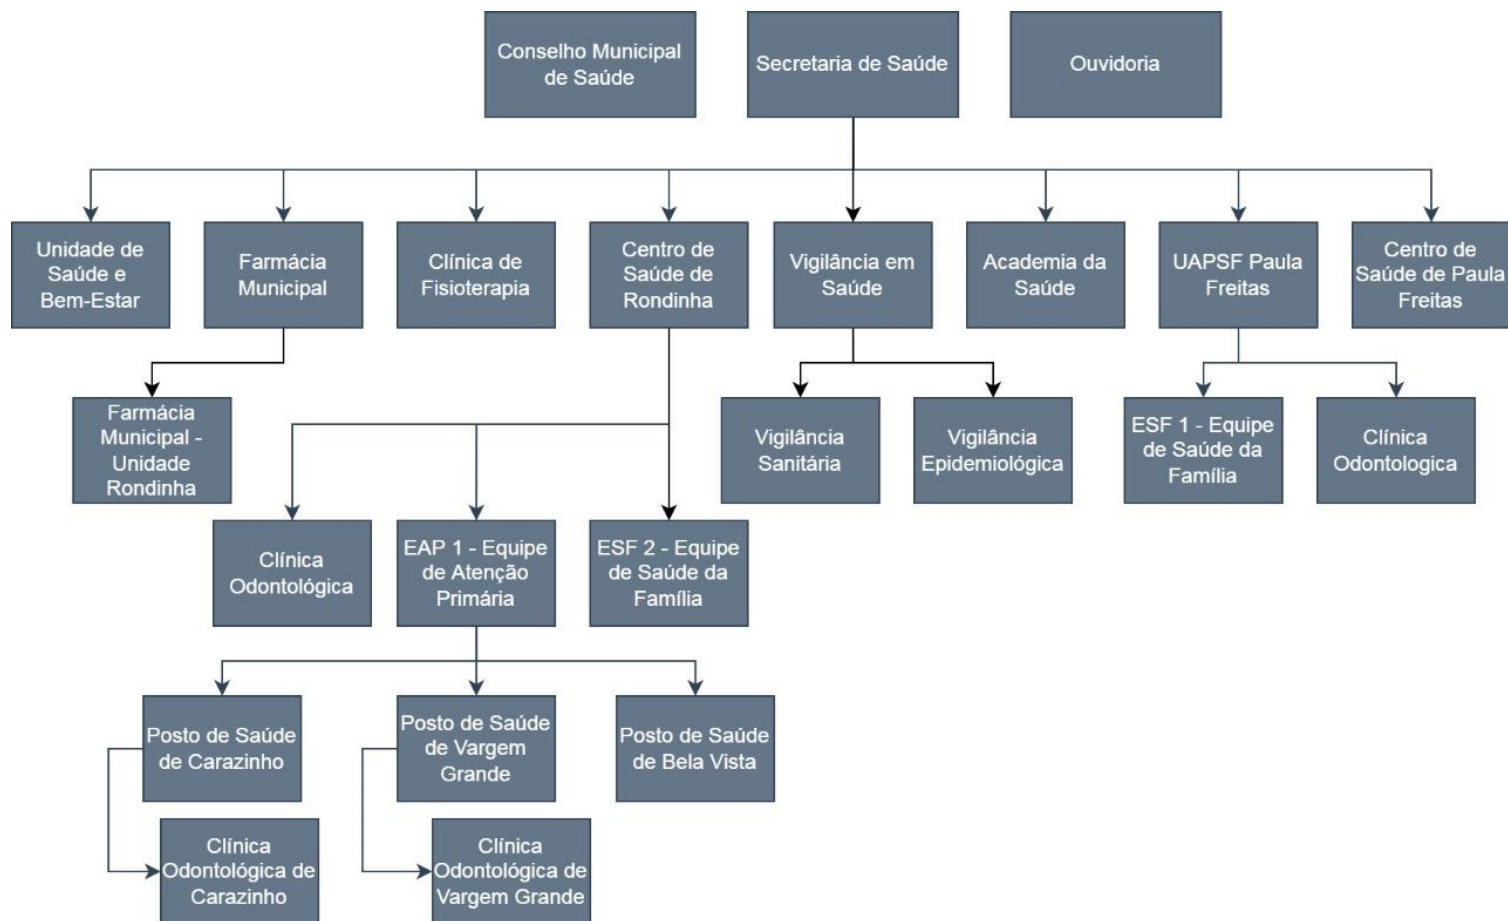 Conselho Municipal
de Saúde
Secretaria de Saúde
Ouvidoria
Unidade de
Saúde e
Bem-Estar
Farmácia
Municipal
Clínica de
Fisioterapia
Centro de
Saúde de
Rondinha
Vigilância em
Saúde
Academia da
Saúde
UAPSF Paula
Freitas
Centro de
Saúde de Paula
Freitas
Farmácia
Municipal -
Unidade
Rondinha
Vigilância
Sanitária
Vigilância
Epidemiológica
ESF 1 - Equipe
de Saúde da
Família
Clínica
Odontologica
Clínica
Odontológica
EAP 1 - Equipe
de Atenção
Primária
ESF 2 - Equipe
de Saúde da
Família
Posto de Saúde
de Carazinho
Posto de Saúde
de Vargem
Grande
Posto de Saúde
de Bela Vista
Clínica
Odontológica de
Carazinho
Clínica
Odontológica de
Vargem Grande